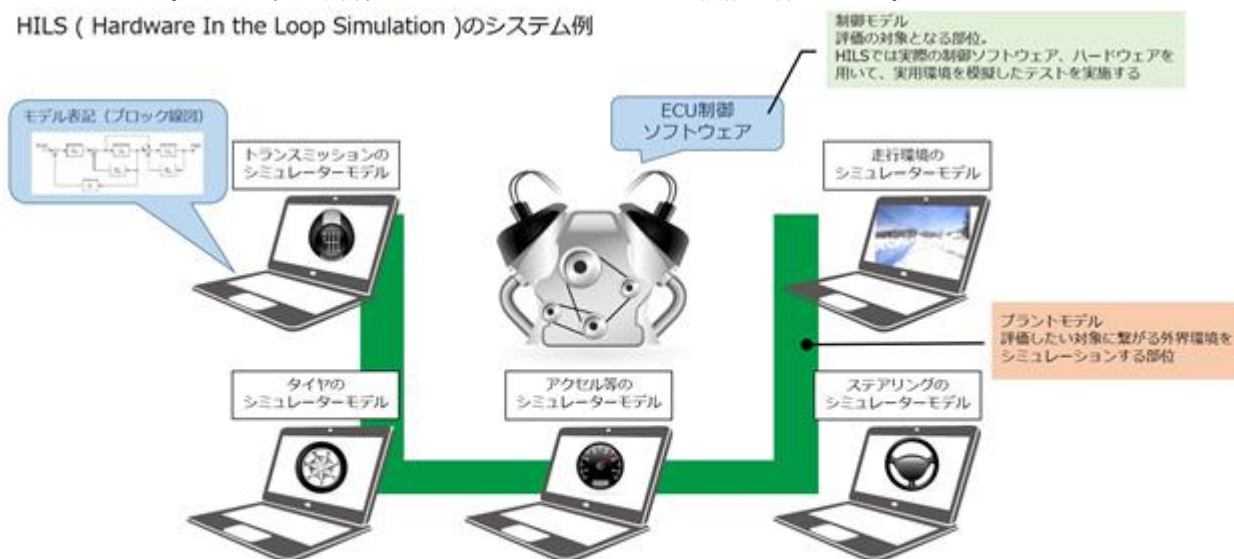 HILS ( Hardware In the Loop Simulation )のシステム例
制御モデル
評価の対象となる部位。
HILSでは実際の制御ソフトウェア、ハードウェアを
用いて、実用環境を模擬したテストを実施する
モデル表記（ブロック線図）
ECU制御
ソフトウェア
トランスミッションの
シミュレーターモデル
走行環境の
シミュレーターモデル
プラントモデル
評価したい対象に繋がる外界環境を
シミュレーションする部位
タイヤの
シミュレーターモデル
アクセル等の
シミュレーターモデル
ステアリングの
シミュレーターモデル